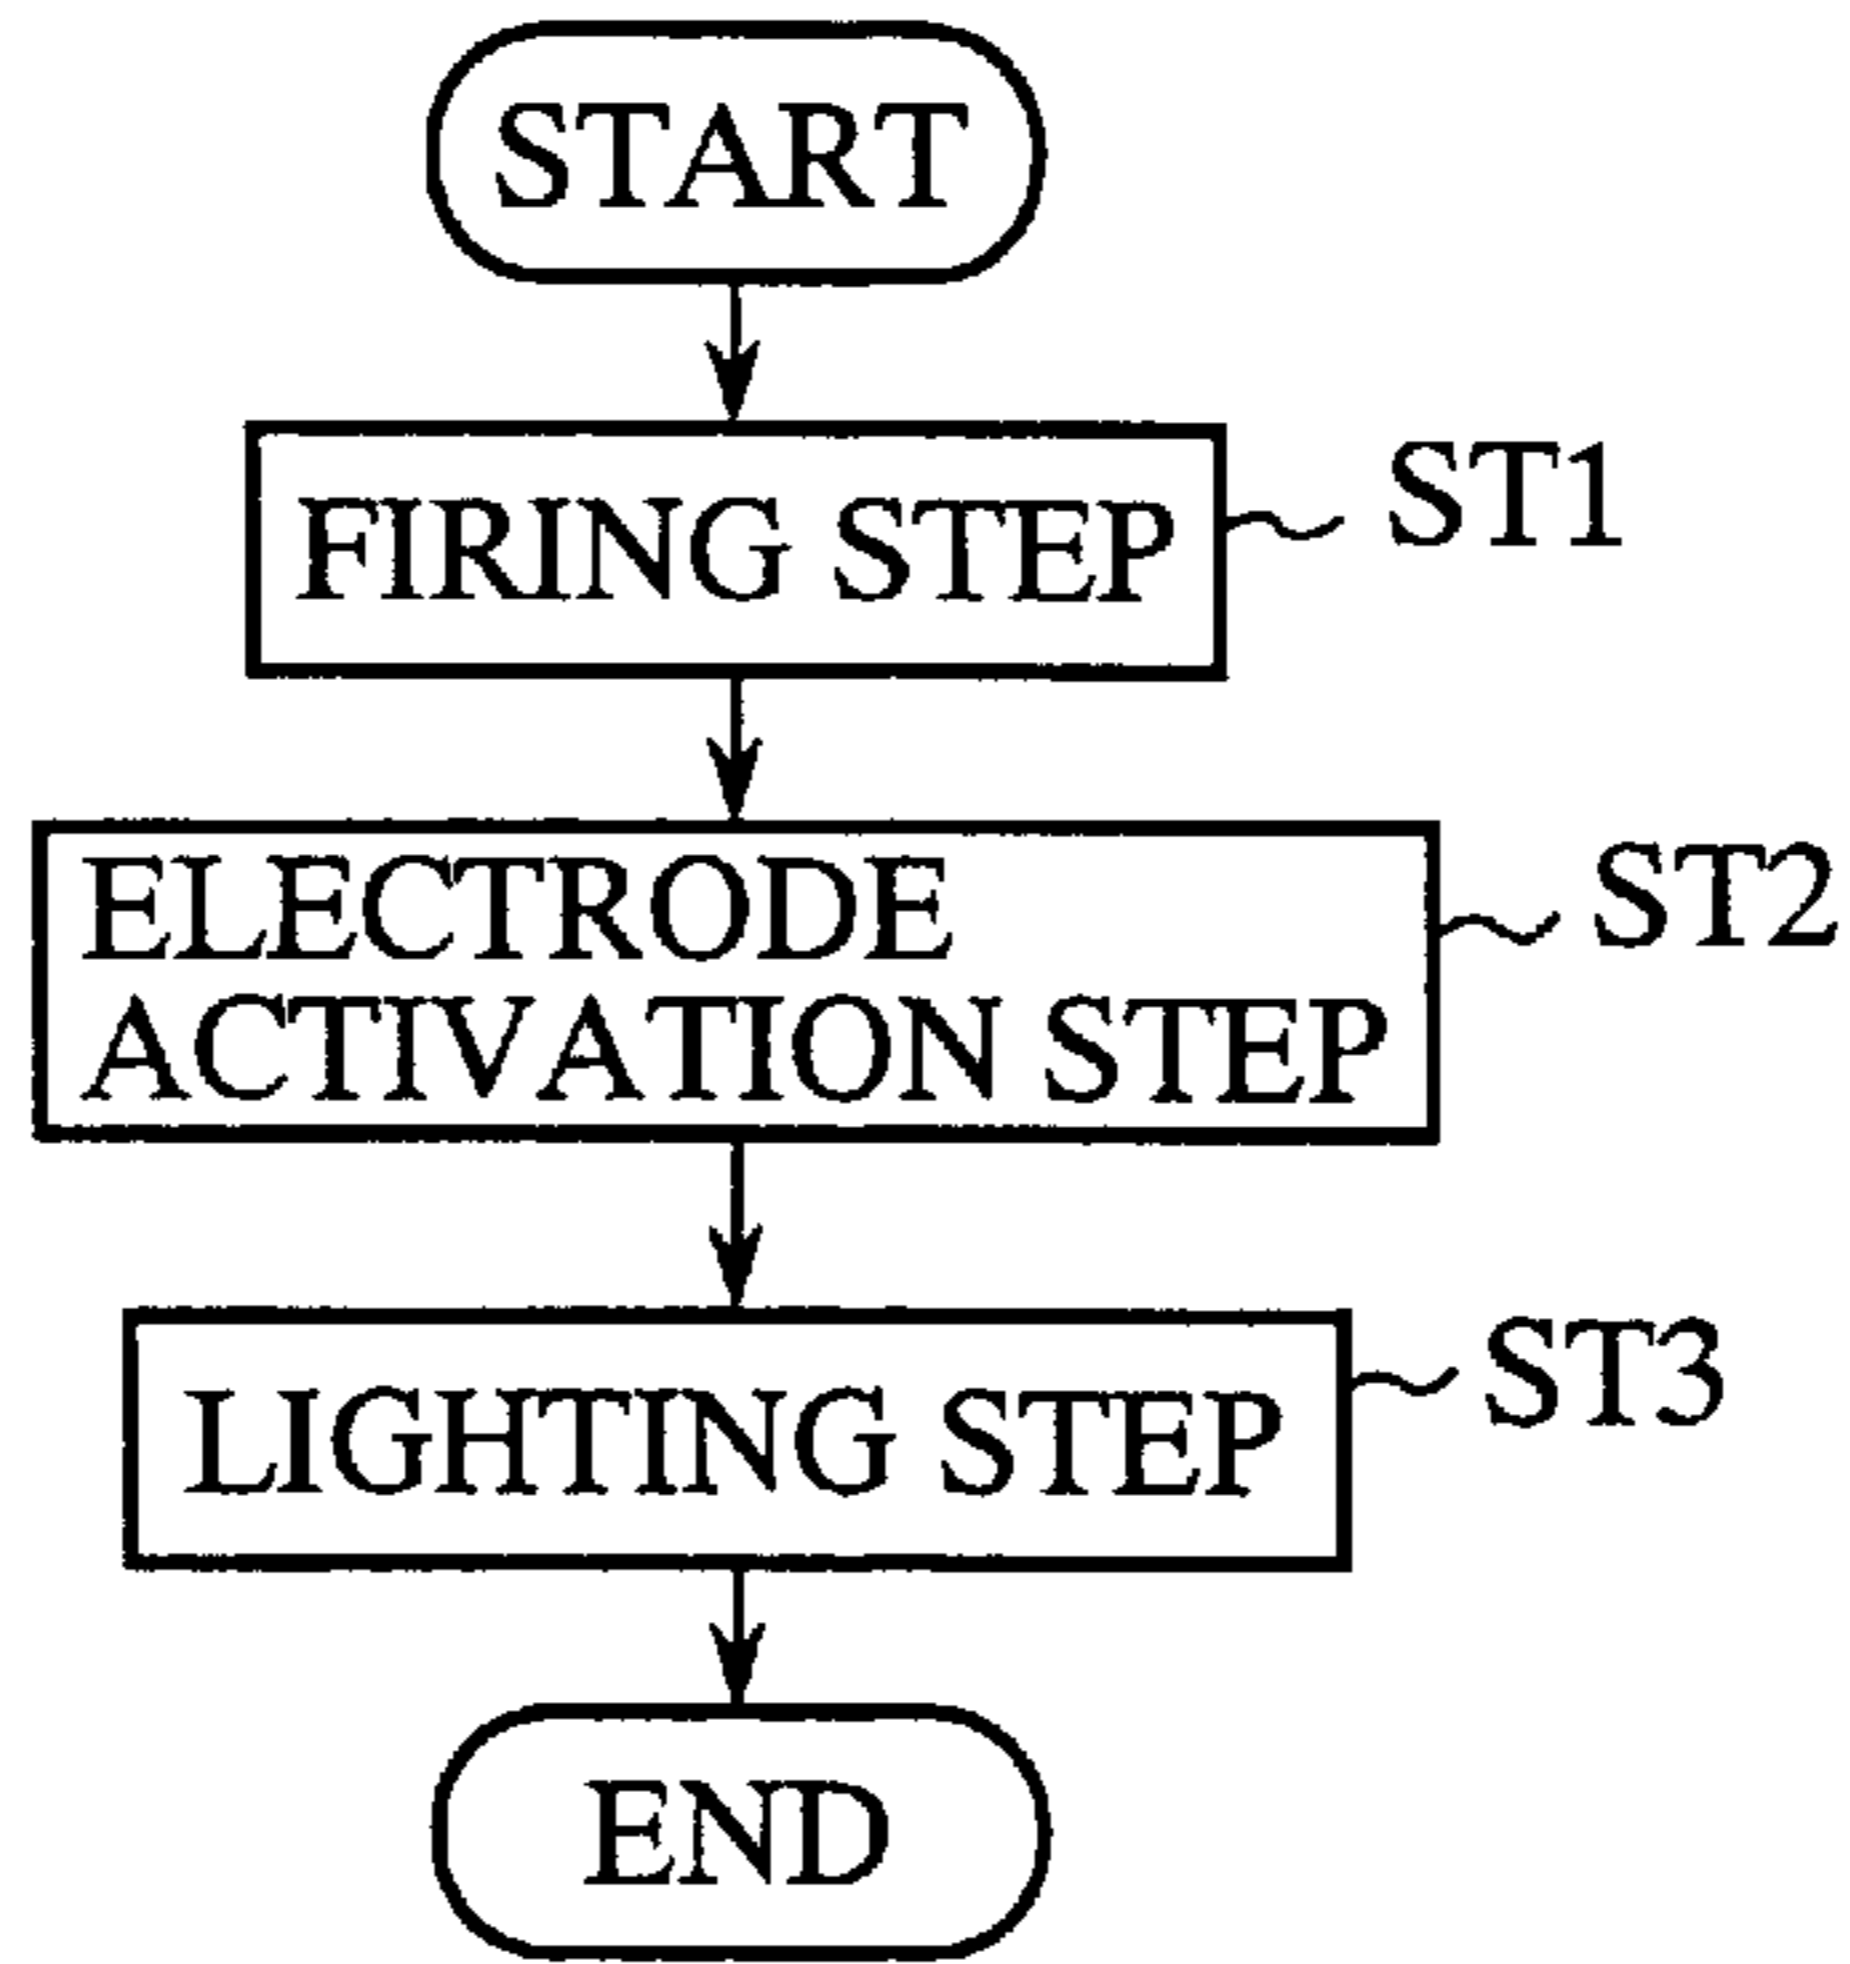 START
FIRING STEP
ST1
ELECTRODE
ACTIVATION STEP
ST2
LIGHTING STEP
ST3
END